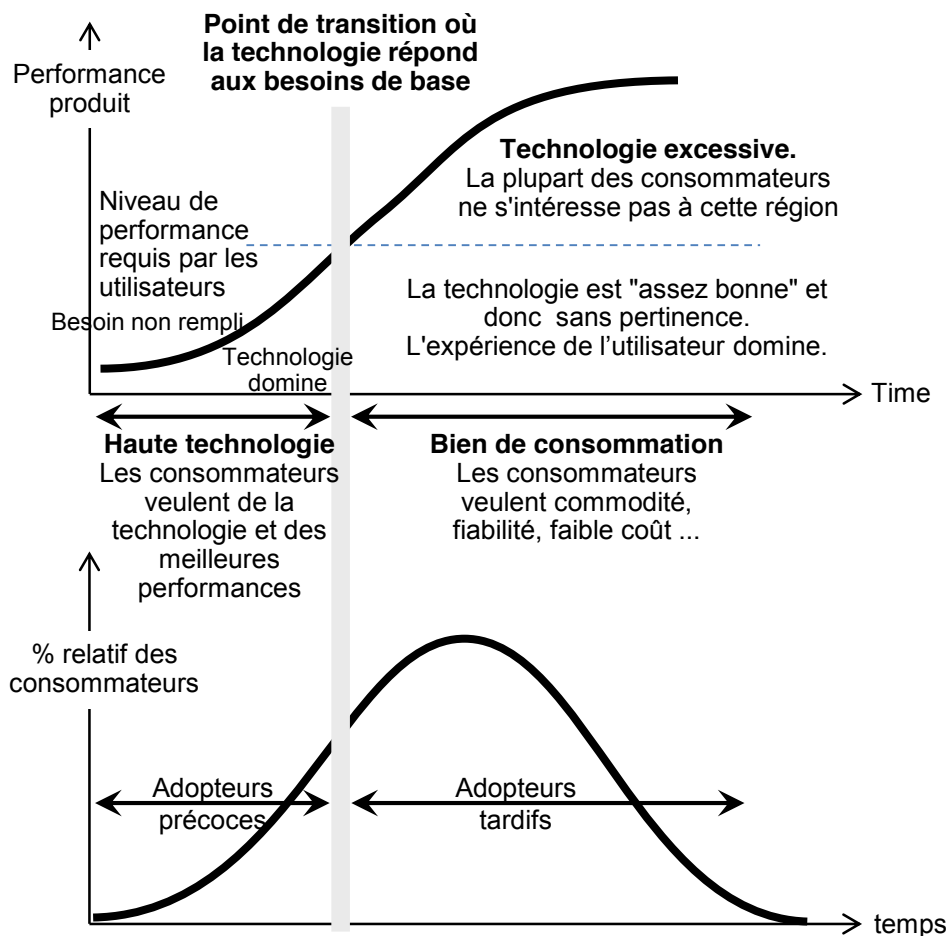 Point de transition où
la technologie répond
aux besoins de base
Performance
produit
Technologie excessive.
La plupart des consommateurs
ne s'intéresse pas à cette région
Niveau de
performance
requis par les
utilisateurs
Besoin non rempli
La technologie est "assez bonne" et
donc sans pertinence.
L'expérience de l’utilisateur domine.
Technologie
domine
Time
Haute technologie
Les consommateurs
veulent de la
technologie et des
meilleures
performances
Bien de consommation
Les consommateurs
veulent commodité,
fiabilité, faible coût ...
% relatif des
consommateurs
Adopteurs
précoces
Adopteurs
tardifs
temps